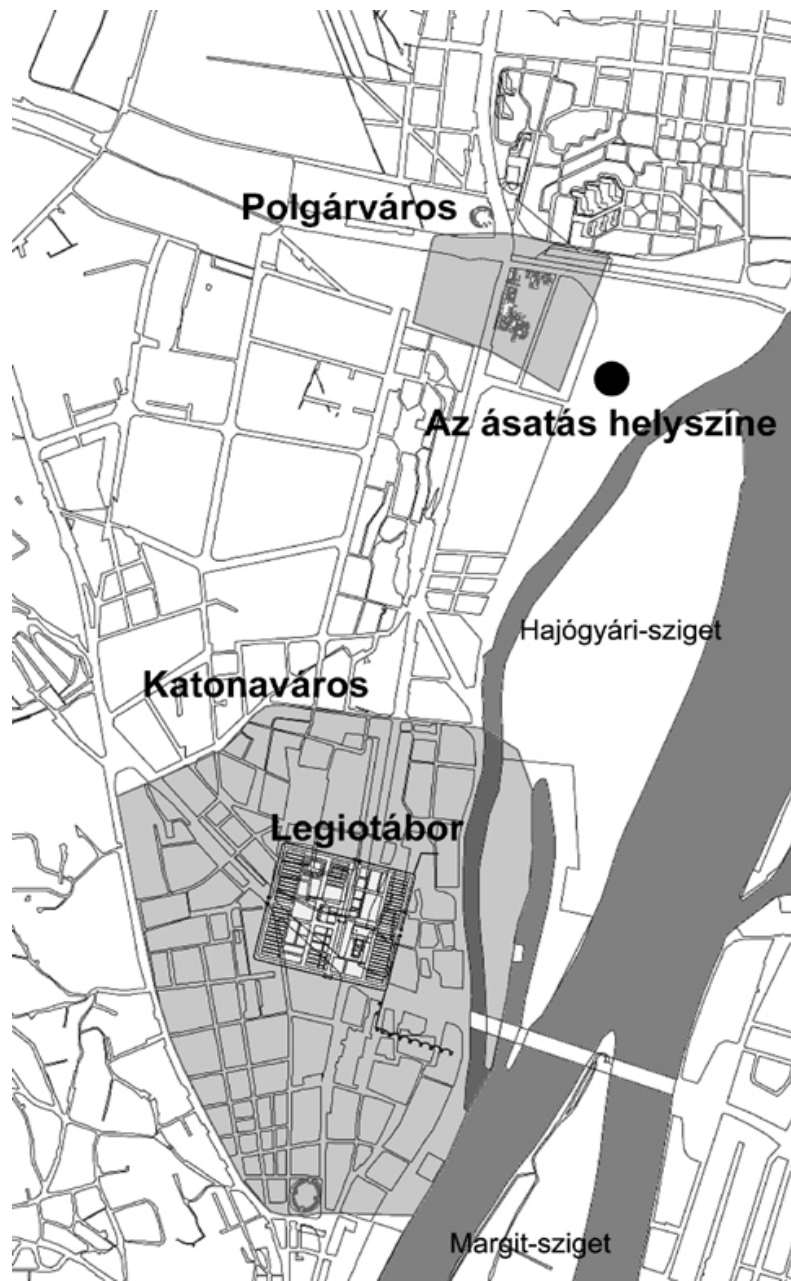 Polgárváros
Az ásatás helyszíne
Hajógyári-sziget
Katonaváros
Legiotábor
Margit-sziget